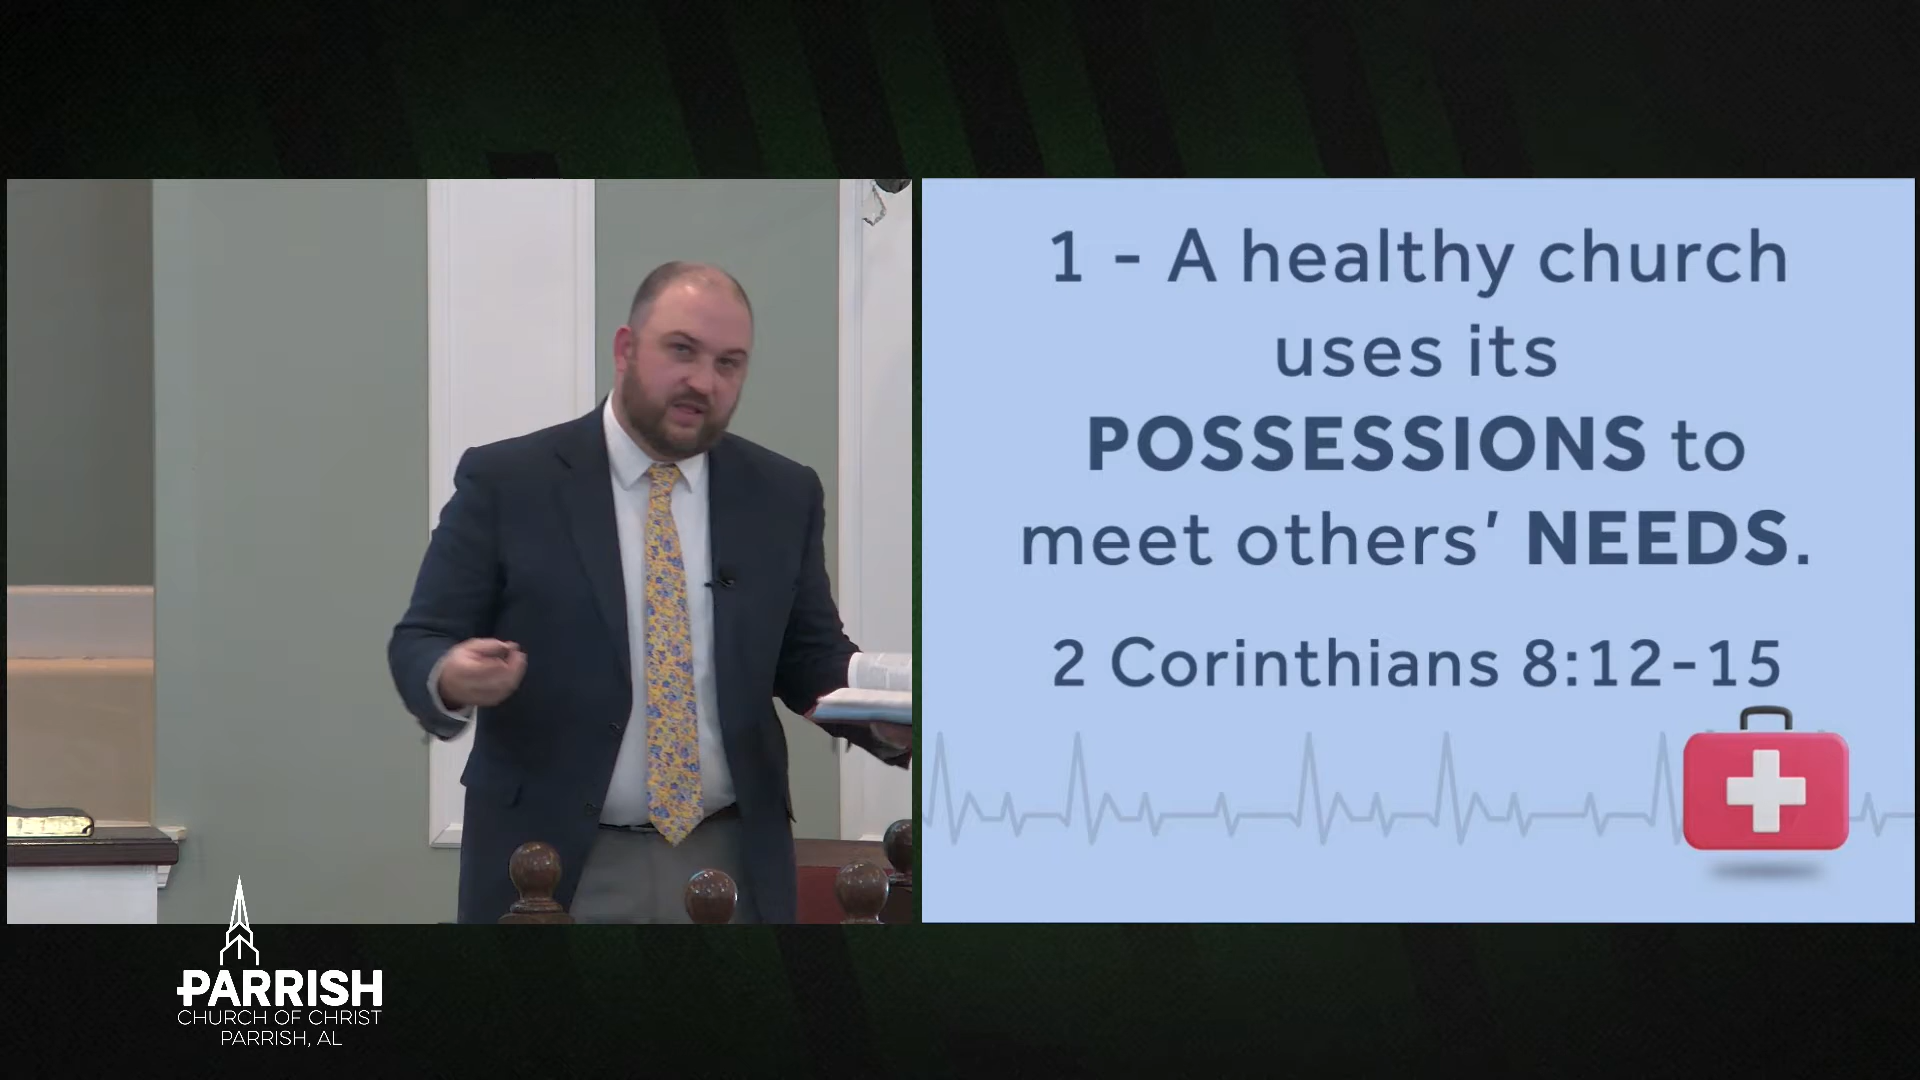 1 - A healthy church
uses its
POSSESSIONS to
meet others’ NEEDS.
2 Corinthians 8:12-15
PARRISH
CHURCH OF CHRIST
PARRISH, AL